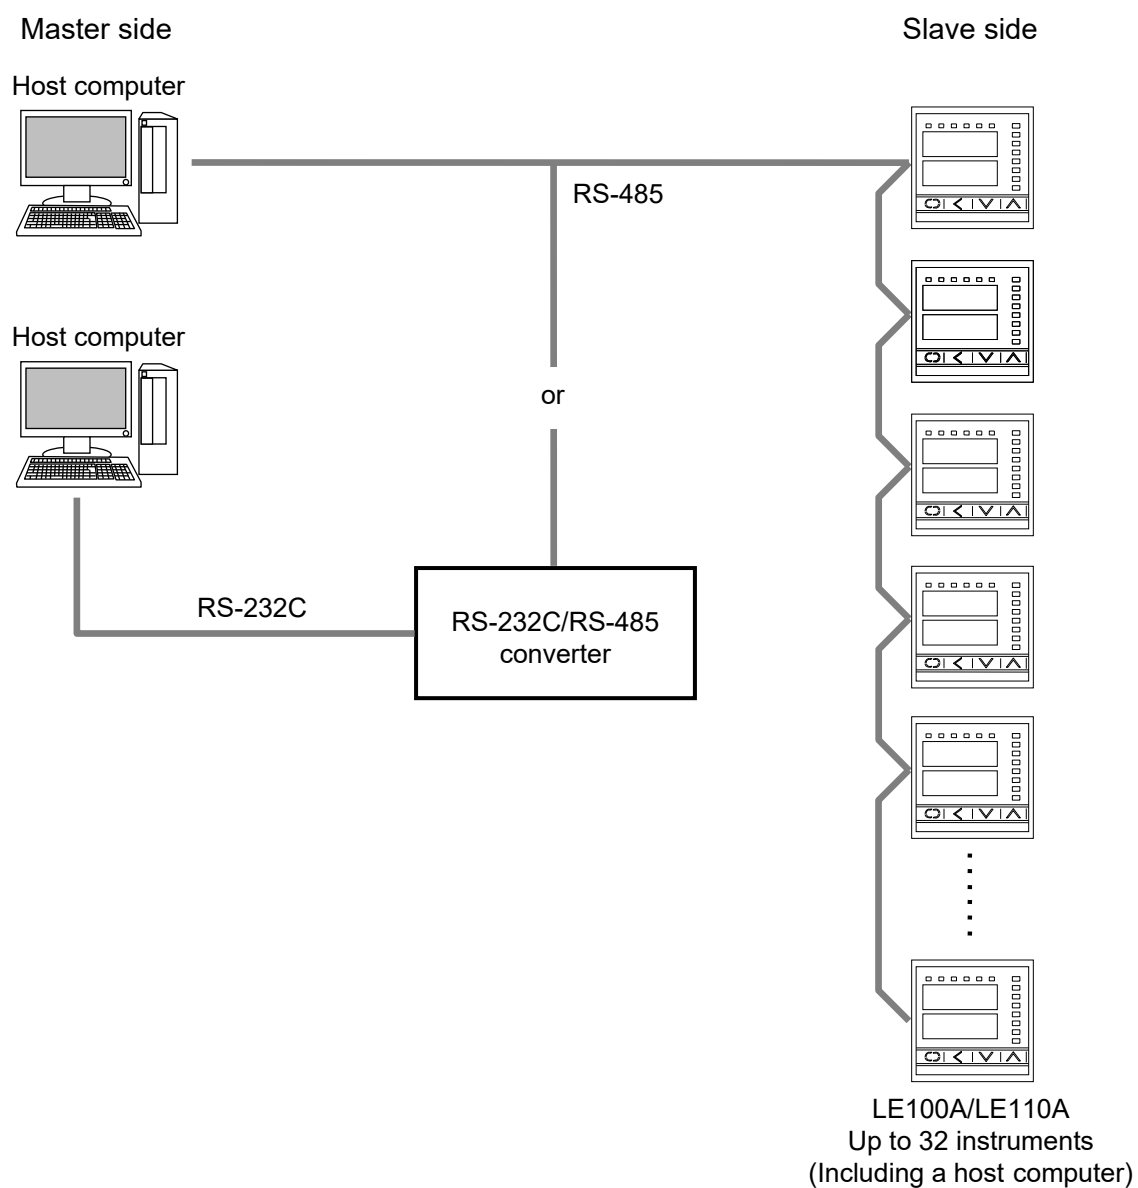 Master side
Slave side
Host computer
RS-485
Host computer
or
RS-232C
RS-232C/RS-485
converter
LE100A/LE110A
Up to 32 instruments
(Including a host computer)